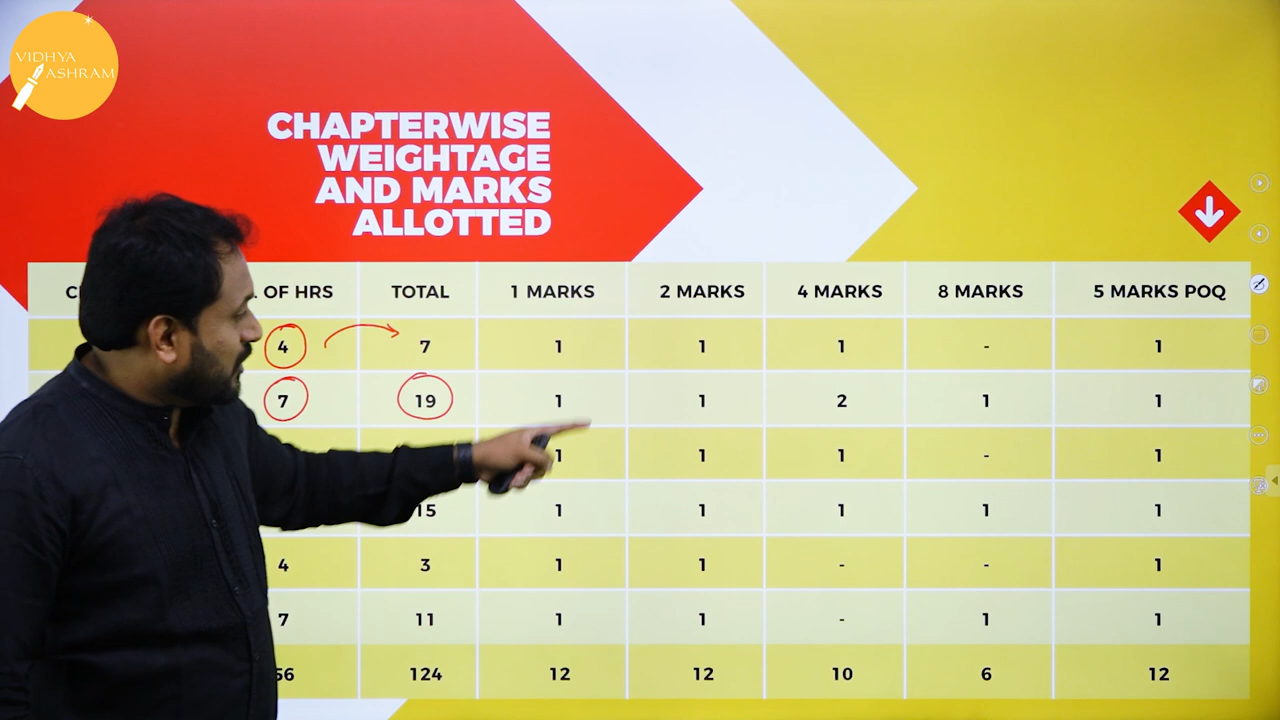 VIDHYA
ASHRAM
CHAPTERWISE
WEIGHTAGE
AND MARKS
ALLOTTED
OF HRS TOTAL 1 MARKS 2 MARKS 4 MARKS 8 MARKS 5 MARKS POQ
4 7 1 1 1 - 1
7 19 1 1 2 1 1
1 1 1 - 1
15 1 1 1 1 1
4 3 1 1 - - 1
7 11 1 1 - 1 1
56 124 12 12 10 6 12